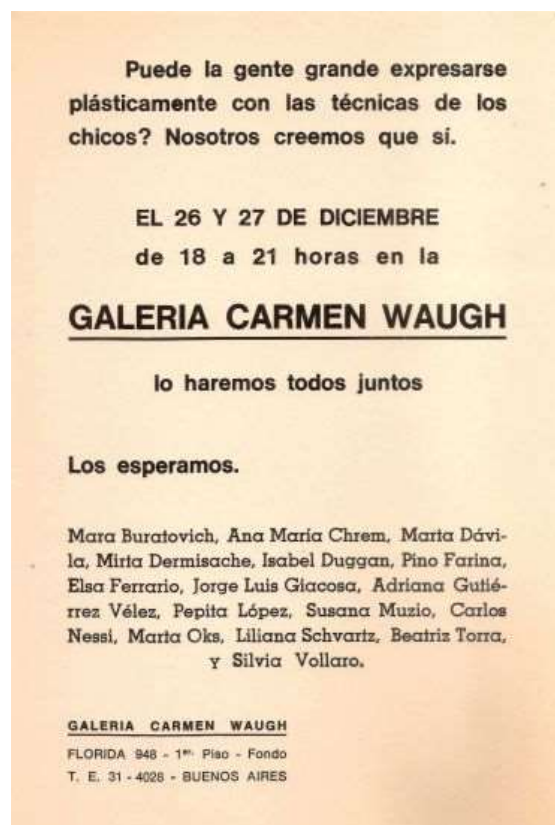 Puede la gente grande expresarse
plásticamente con las técnicas de los
chicos? Nosotros creemos que sí.
EL 26 Y 27 DE DICIEMBRE
de 18 a 21 horas en la
GALERIA CARMEN WAUGH
lo haremos todos juntos
Los esperamos.
Mara Buratovich, Ana María Chrem, Marta Dávi-
la, Mirta Dermisache, Isabel Duggan, Pino Farina,
Elsa Ferrario, Jorge Luis Giacosa, Adriana Gutié-
rrez Vélez, Pepita López, Susana Muzio, Carlos
Nessi, Marta Oks, Liliana Schvartz, Beatriz Torra,
y Silvia Vollaro.
GALERIA CARMEN WAUGH
FLORIDA 948 - 1er. Piso - Fondo
T. E. 31 - 4028 - BUENOS AIRES